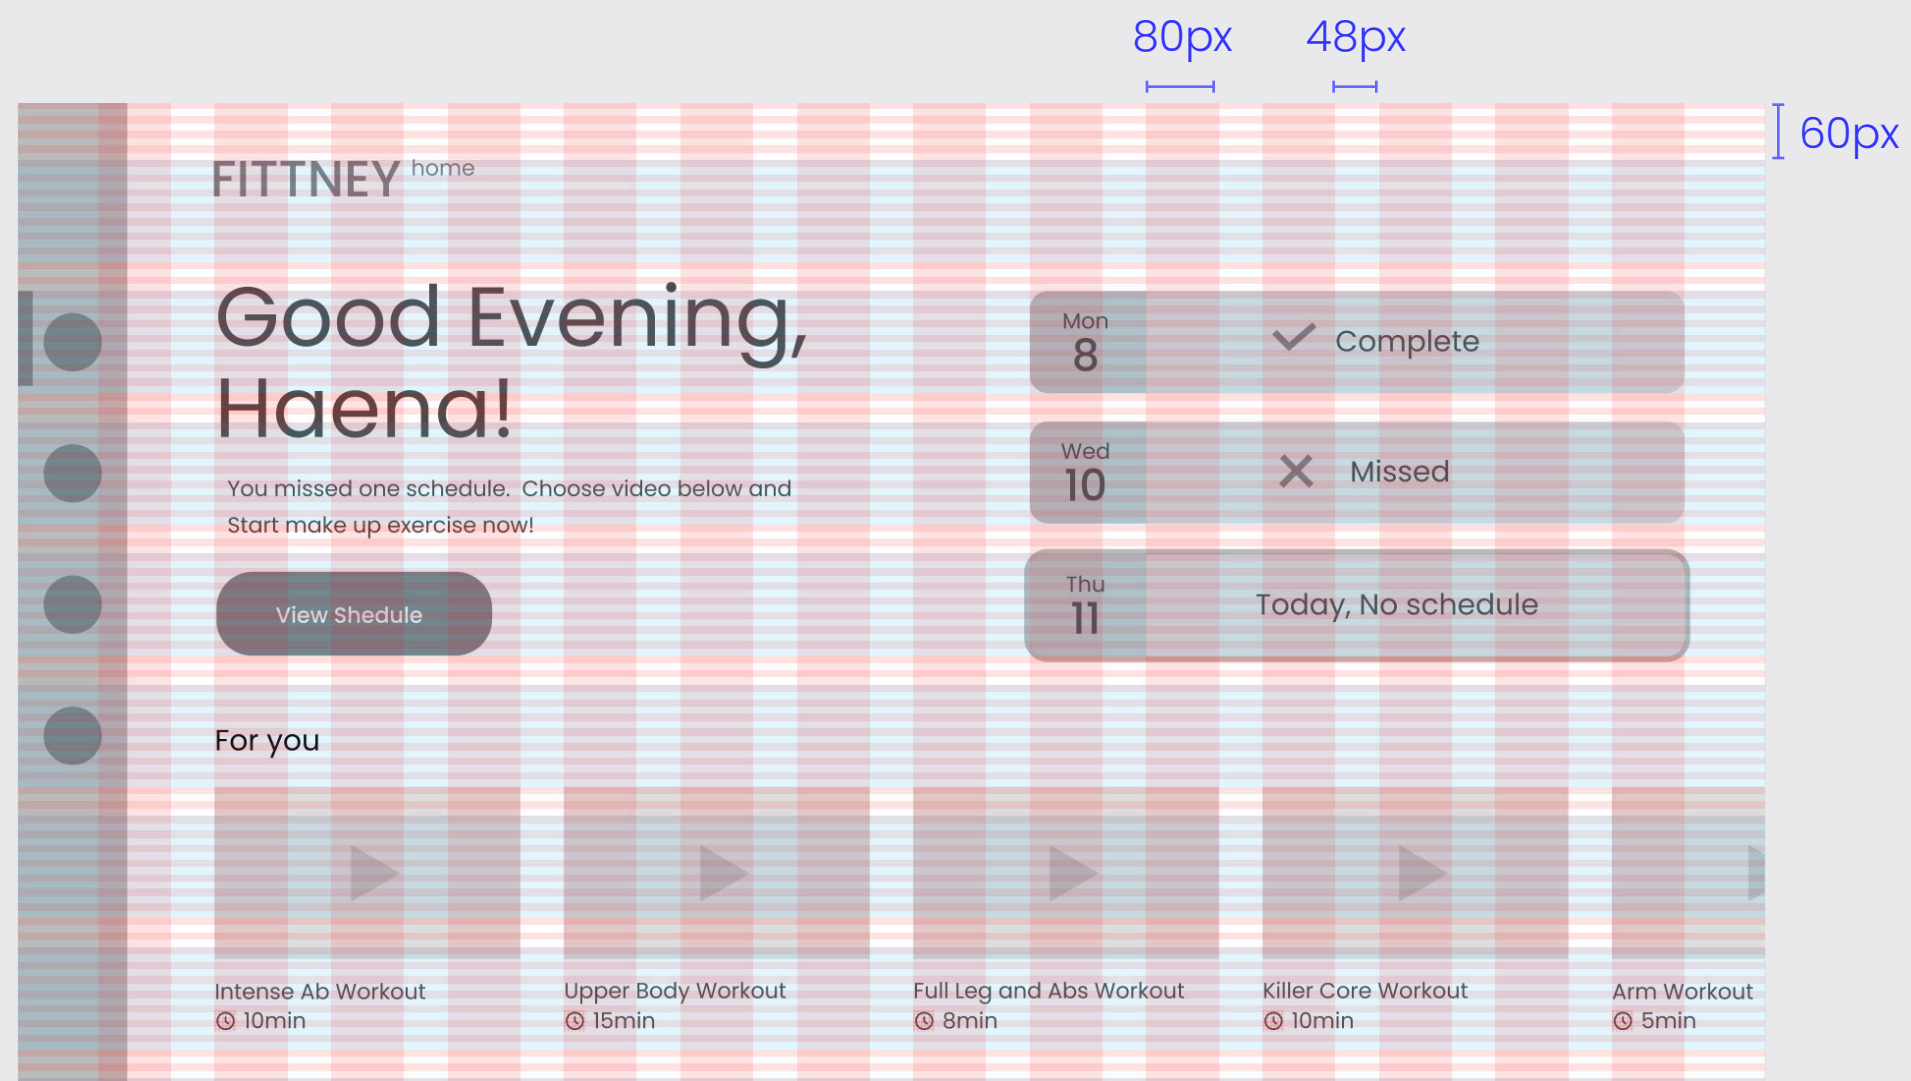 80px 48px
60px
FITTNEY home
Good Evening,
Haena!
You missed one schedule. Choose video below and
Start make up exercise now!
View Shedule
Mon
8
Complete
Wed
10
Missed
Thu
11
Today, No schedule
For you
Intense Ab Workout
10min
Upper Body Workout
15min
Full Leg and Abs Workout
8min
Killer Core Workout
10min
Arm Workout
5min